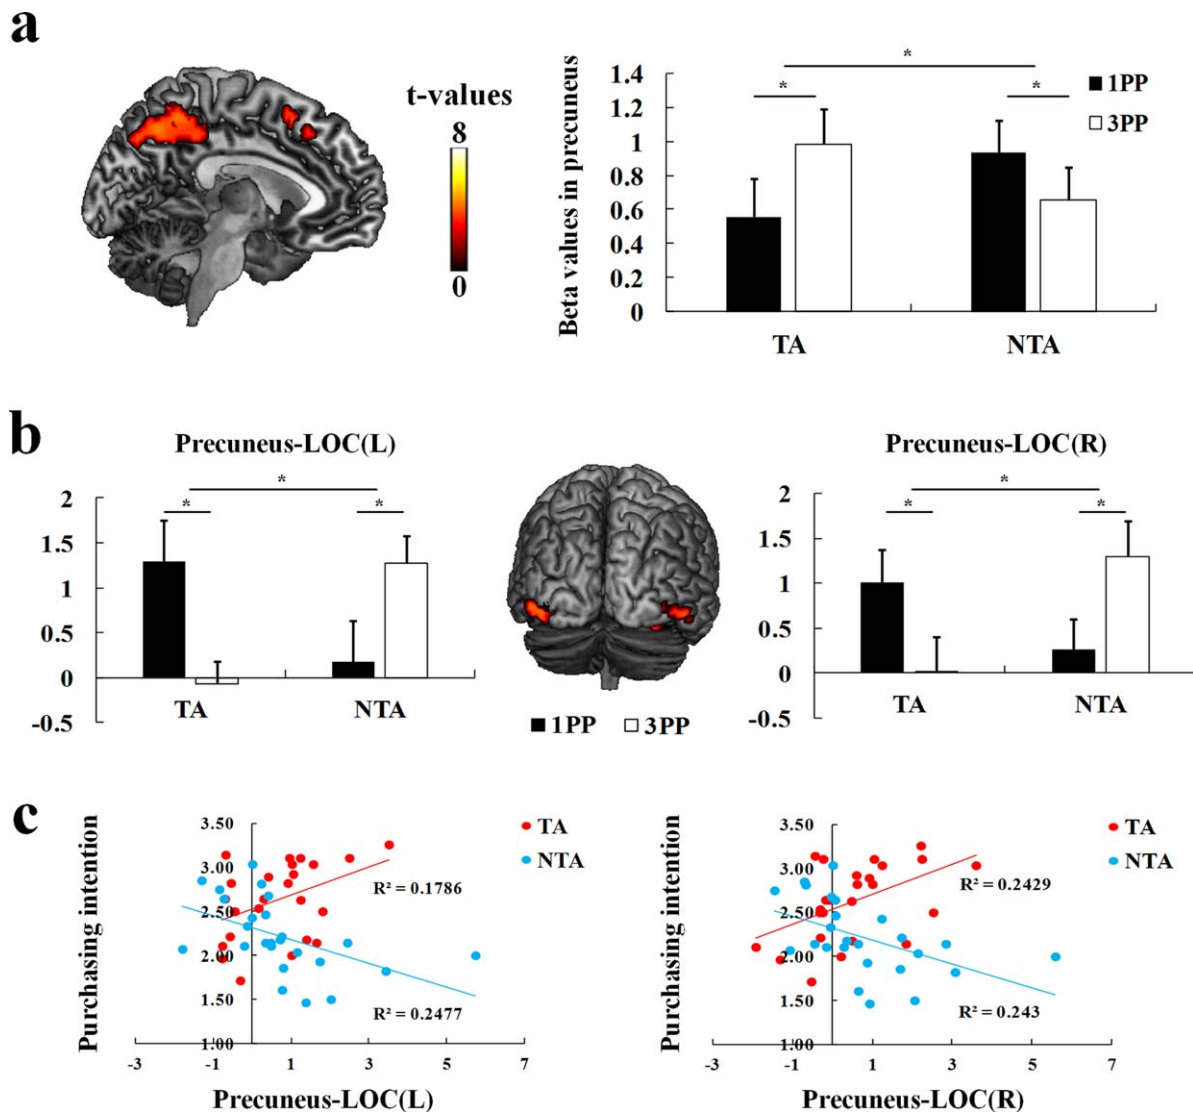 a
t-values
8
0
Beta values in precuneus
1.4
1.2
1
0.8
0.6
0.4
0.2
0
*
*
*
1PP
3PP
TA
NTA
b
Precuneus-LOC(L)
2
1.5
1
0.5
0
-0.5
*
*
*
TA
NTA
1PP
3PP
Precuneus-LOC(R)
2
1.5
1
0.5
0
-0.5
*
*
*
TA
NTA
c
Purchasing intention
3.50
3.00
2.50
2.00
1.50
1.00
TA
NTA
R² = 0.1786
R² = 0.2477
-3
-1
1
3
5
7
Precuneus-LOC(L)
Purchasing intention
3.50
3.00
2.50
2.00
1.50
1.00
TA
NTA
R² = 0.2429
R² = 0.243
-3
-1
1
3
5
7
Precuneus-LOC(R)